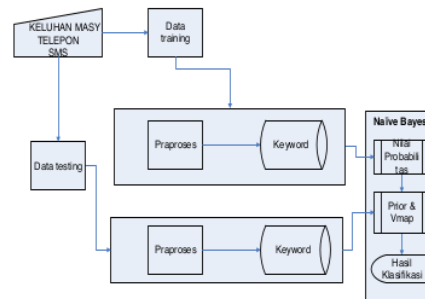 KELUHAN MASY
TELEPON
SMS
Data
training
Praproses
Keyword
Data testing
Praproses
Keyword
Naïve Bayes
Nilai
Probabili
tas
Prior &
Vmap
Hasil
Klasifikasi